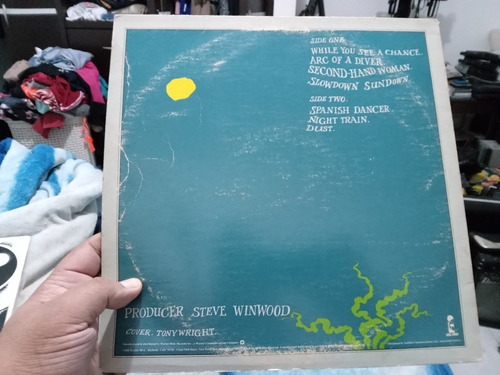 SIDE ONE
WHILE YOU SEE A CHANCE.
ARC OF A DIVER
SECOND-HAND WOMAN.
SLOWDOWN SUNDOWN.
SIDE TWO:
SPANISH DANCER.
NIGHT TRAIN.
DUST.
PRODUCER STEVE WINWOOD
COVER. TONY WRIGHT.